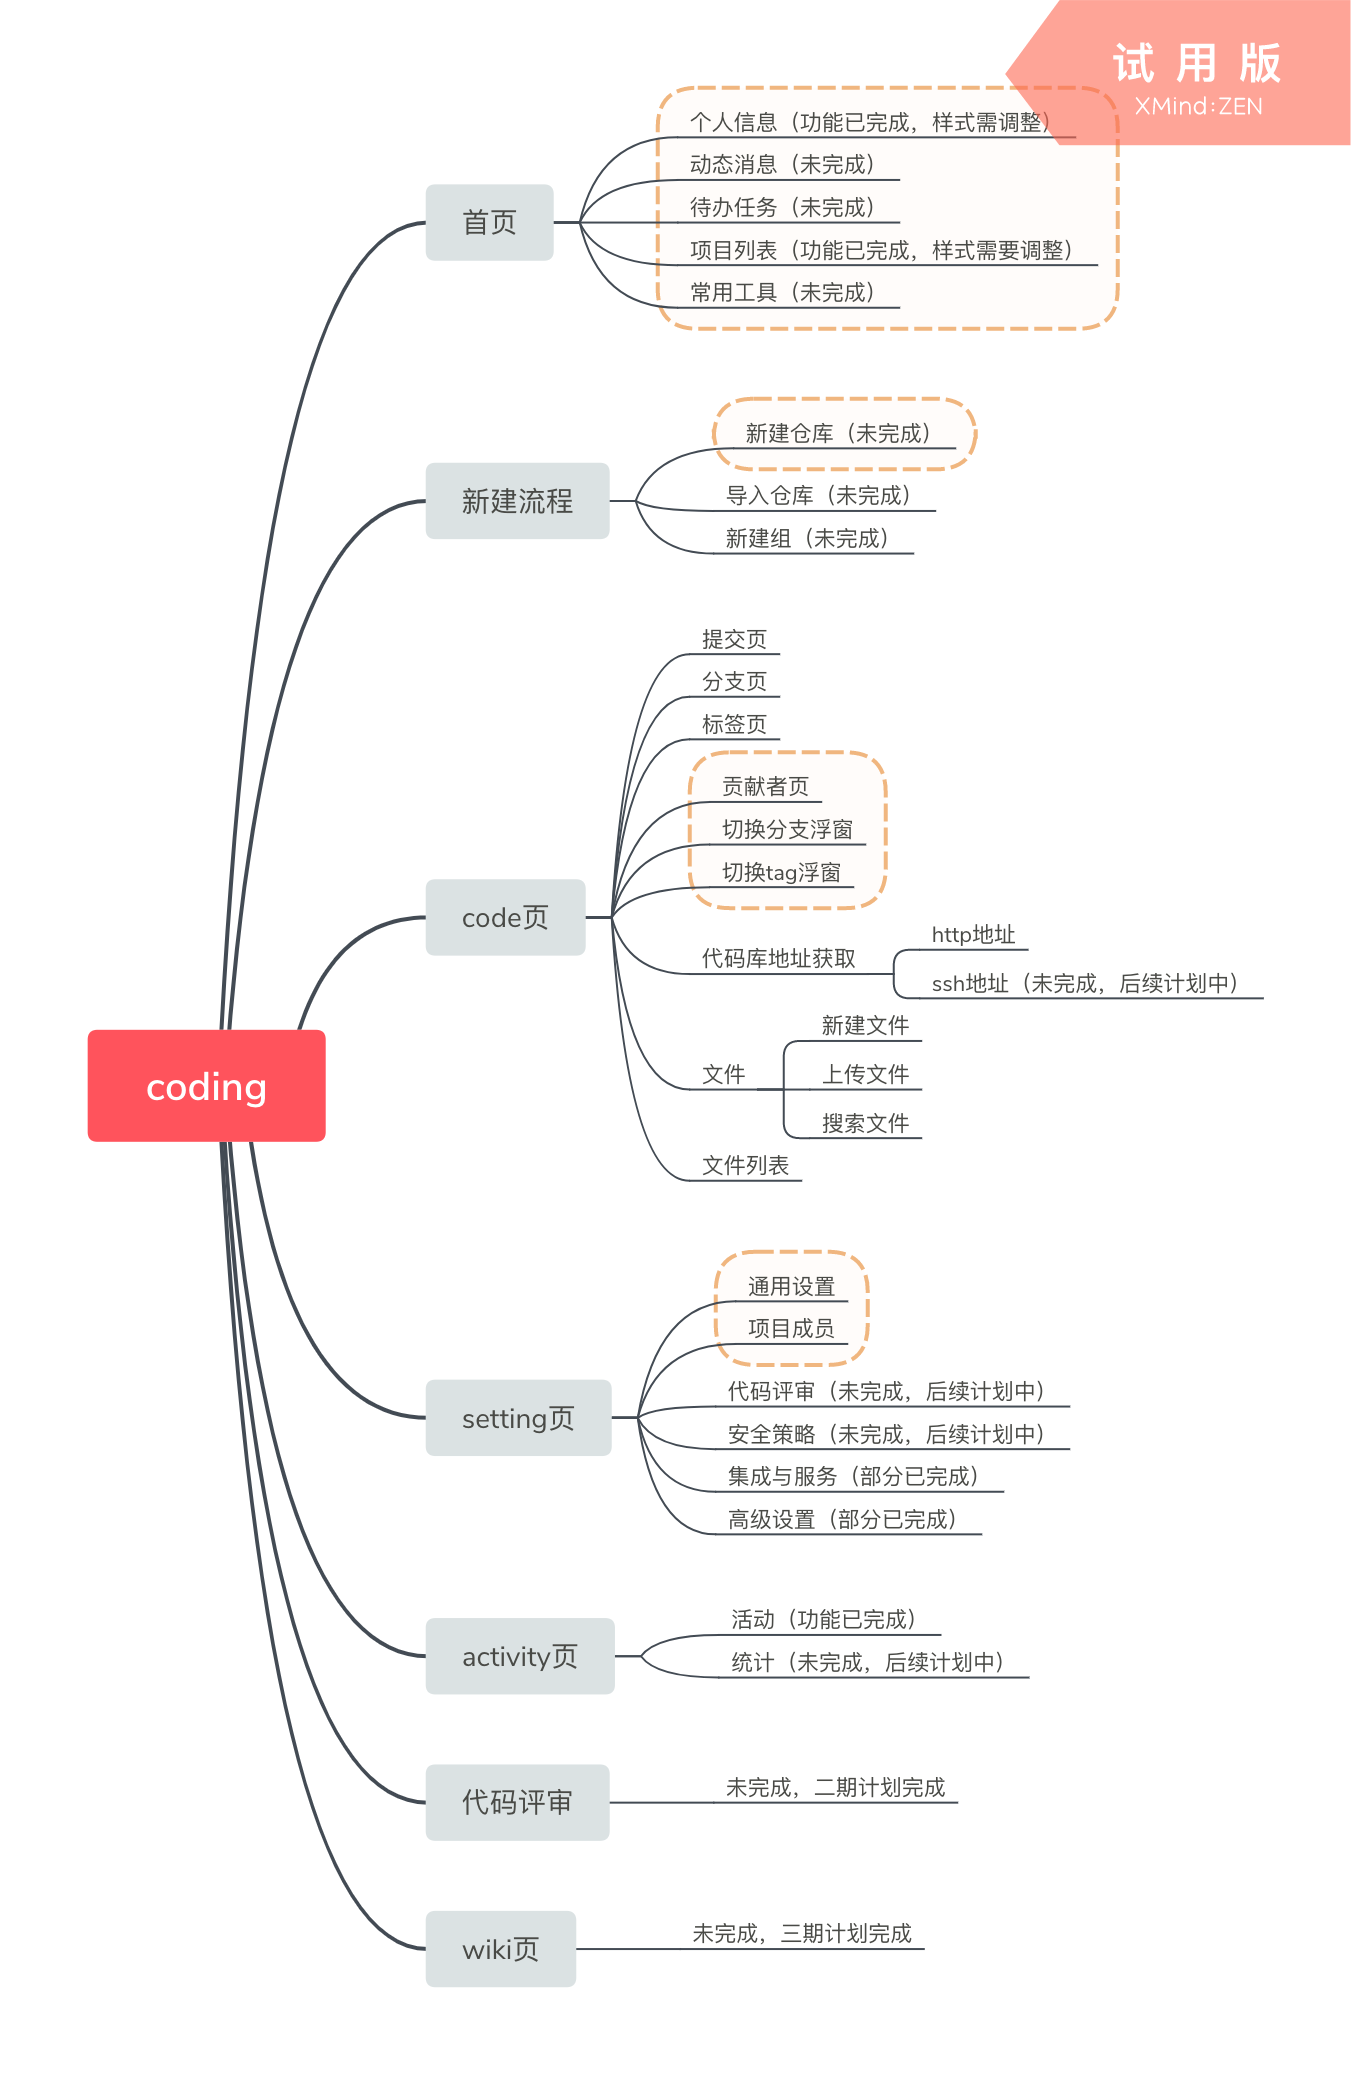 试 用 版
XMind:ZEN
coding
首页
个人信息（功能已完成，样式需调整）
动态消息（未完成）
待办任务（未完成）
项目列表（功能已完成，样式需要调整）
常用工具（未完成）
新建流程
新建仓库（未完成）
导入仓库（未完成）
新建组（未完成）
code页
提交页
分支页
标签页
贡献者页
切换分支浮窗
切换tag浮窗
代码库地址获取
http地址
ssh地址（未完成，后续计划中）
文件
新建文件
上传文件
搜索文件
文件列表
setting页
通用设置
项目成员
代码评审（未完成，后续计划中）
安全策略（未完成，后续计划中）
集成与服务（部分已完成）
高级设置（部分已完成）
activity页
活动（功能已完成）
统计（未完成，后续计划中）
代码评审
未完成，二期计划完成
wiki页
未完成，三期计划完成